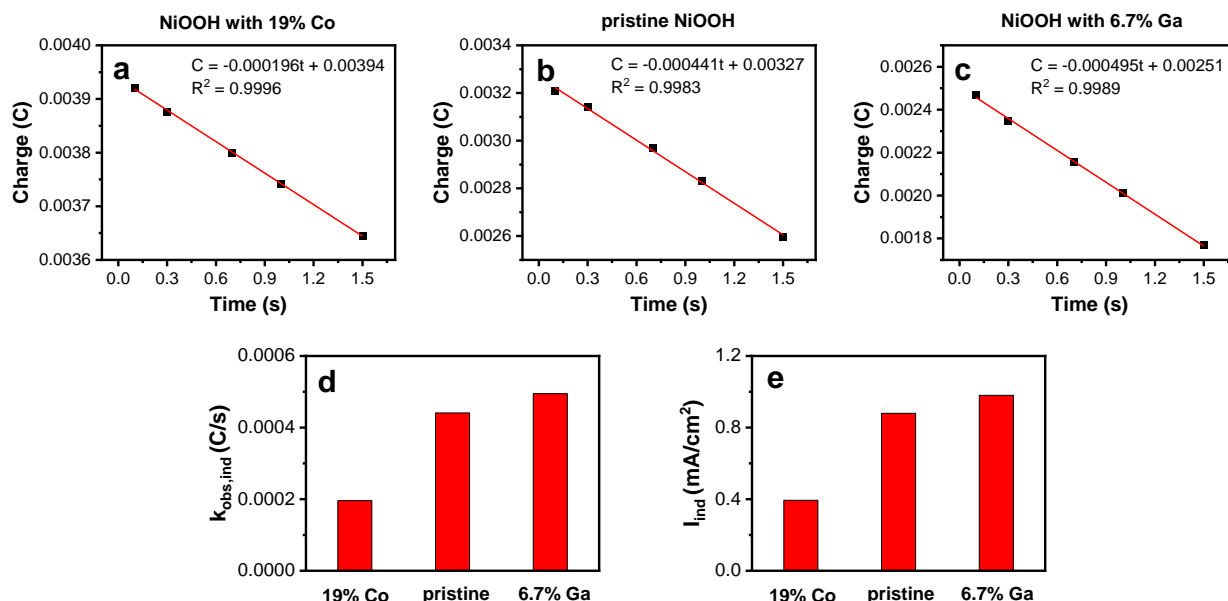 NiOOH with 19% Co
a
C = -0.000196t + 0.00394
R² = 0.9996
Charge (C)
0.0040
0.0039
0.0038
0.0037
0.0036
0.0 0.3 0.6 0.9 1.2 1.5
Time (s)
pristine NiOOH
b
C = -0.000441t + 0.00327
R² = 0.9983
Charge (C)
0.0034
0.0032
0.0030
0.0028
0.0026
0.0 0.3 0.6 0.9 1.2 1.5
Time (s)
NiOOH with 6.7% Ga
c
C = -0.000495t + 0.00251
R² = 0.9989
Charge (C)
0.0026
0.0024
0.0022
0.0020
0.0018
0.0 0.3 0.6 0.9 1.2 1.5
Time (s)
d
k_obs,ind (C/s)
0.0006
0.0004
0.0002
0.0000
19% Co pristine 6.7% Ga
e
I_ind (mA/cm²)
1.2
0.8
0.4
0.0
19% Co pristine 6.7% Ga